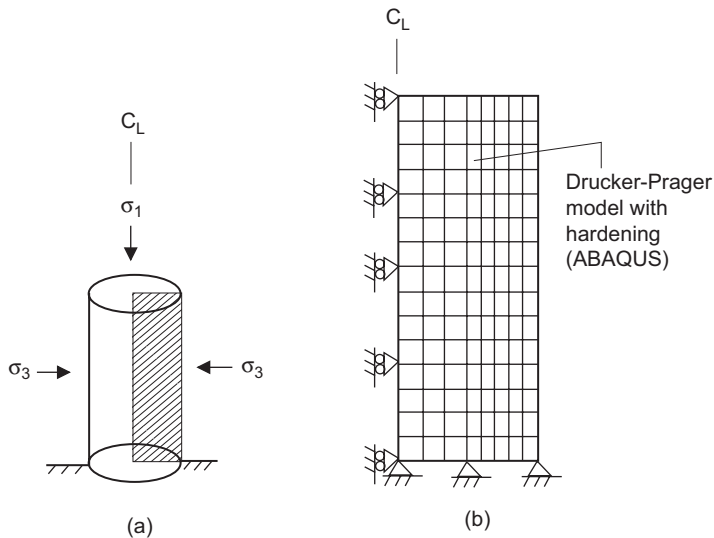 C_L
σ₁
σ₃
σ₃
(a)
C_L
Drucker-Prager
model with
hardening
(ABAQUS)
(b)